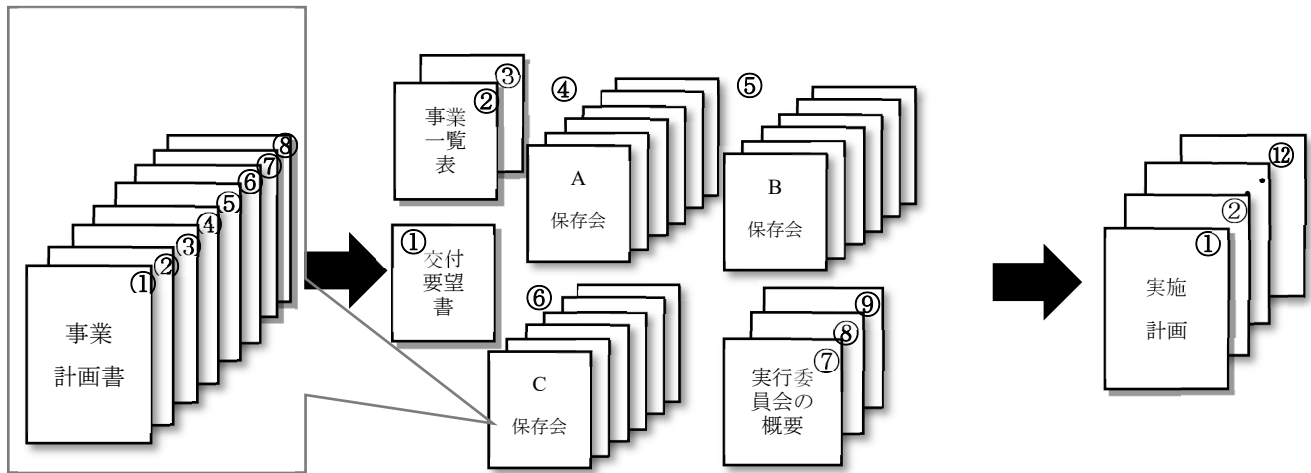 ⑧
⑦
⑥
⑤
④
③
②
①
事業
計画書
③
②
事業
一覧
表
①
交付
要望
書
④
A
保存会
⑤
B
保存会
⑥
C
保存会
⑨
⑧
⑦
実行委
員会の
概要
⑫
②
①
実施
計画